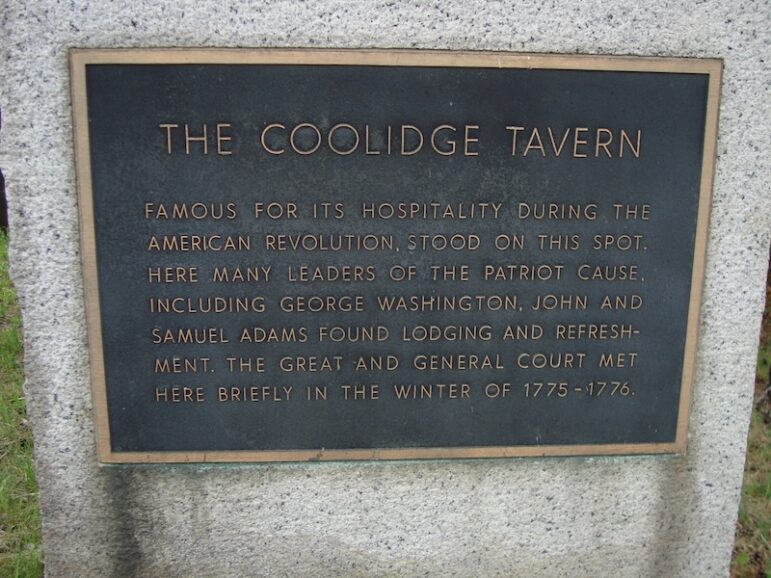 THE COOLIDGE TAVERN
FAMOUS FOR ITS HOSPITALITY DURING THE
AMERICAN REVOLUTION, STOOD ON THIS SPOT.
HERE MANY LEADERS OF THE PATRIOT CAUSE,
INCLUDING GEORGE WASHINGTON, JOHN AND
SAMUEL ADAMS FOUND LODGING AND REFRESH-
MENT. THE GREAT AND GENERAL COURT MET
HERE BRIEFLY IN THE WINTER OF 1775-1776.